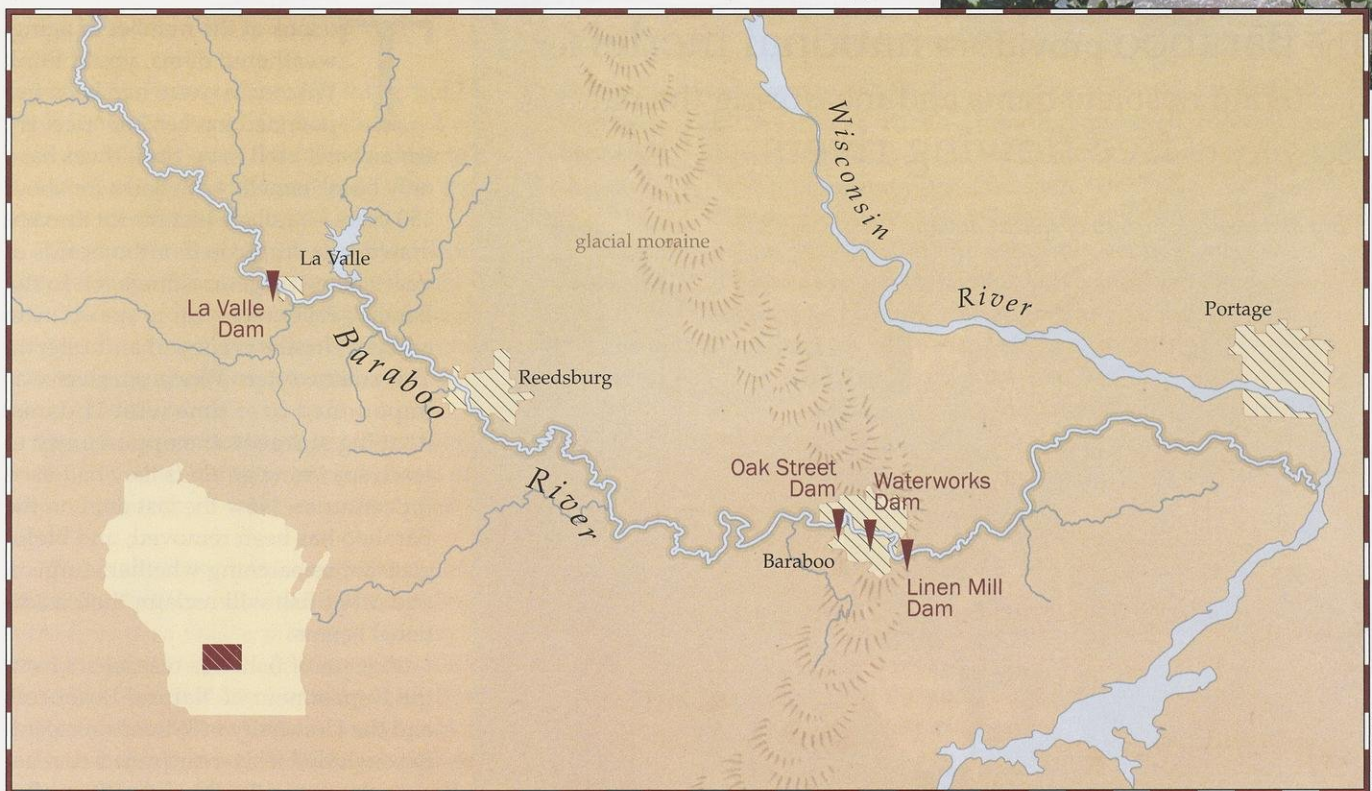 Wisconsin
River
glacial moraine
La Valle
La Valle
Dam
Baraboo
River
Reedsburg
Portage
Oak Street
Dam
Waterworks
Dam
Baraboo
Linen Mill
Dam